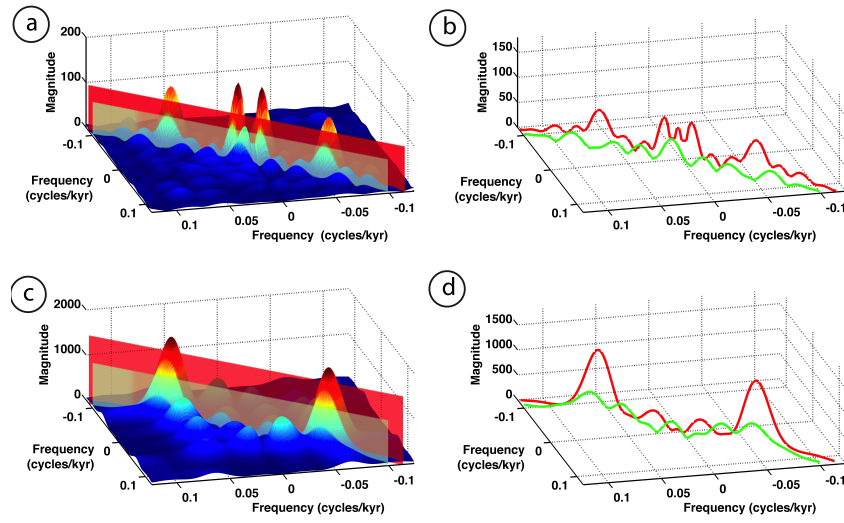 a
200
100
0
Magnitude
-0.1
0
0.1
Frequency
(cycles/kyr)
0.1
0.05
0
-0.05
-0.1
Frequency (cycles/kyr)
b
150
100
50
0
Magnitude
-0.1
0
0.1
Frequency
(cycles/kyr)
0.1
0.05
0
-0.05
-0.1
Frequency (cycles/kyr)
c
2000
1000
0
Magnitude
-0.1
0
0.1
Frequency
(cycles/kyr)
0.1
0.05
0
-0.05
-0.1
Frequency (cycles/kyr)
d
1500
1000
500
0
Magnitude
-0.1
0
0.1
Frequency
(cycles/kyr)
0.1
0.05
0
-0.05
-0.1
Frequency (cycles/kyr)